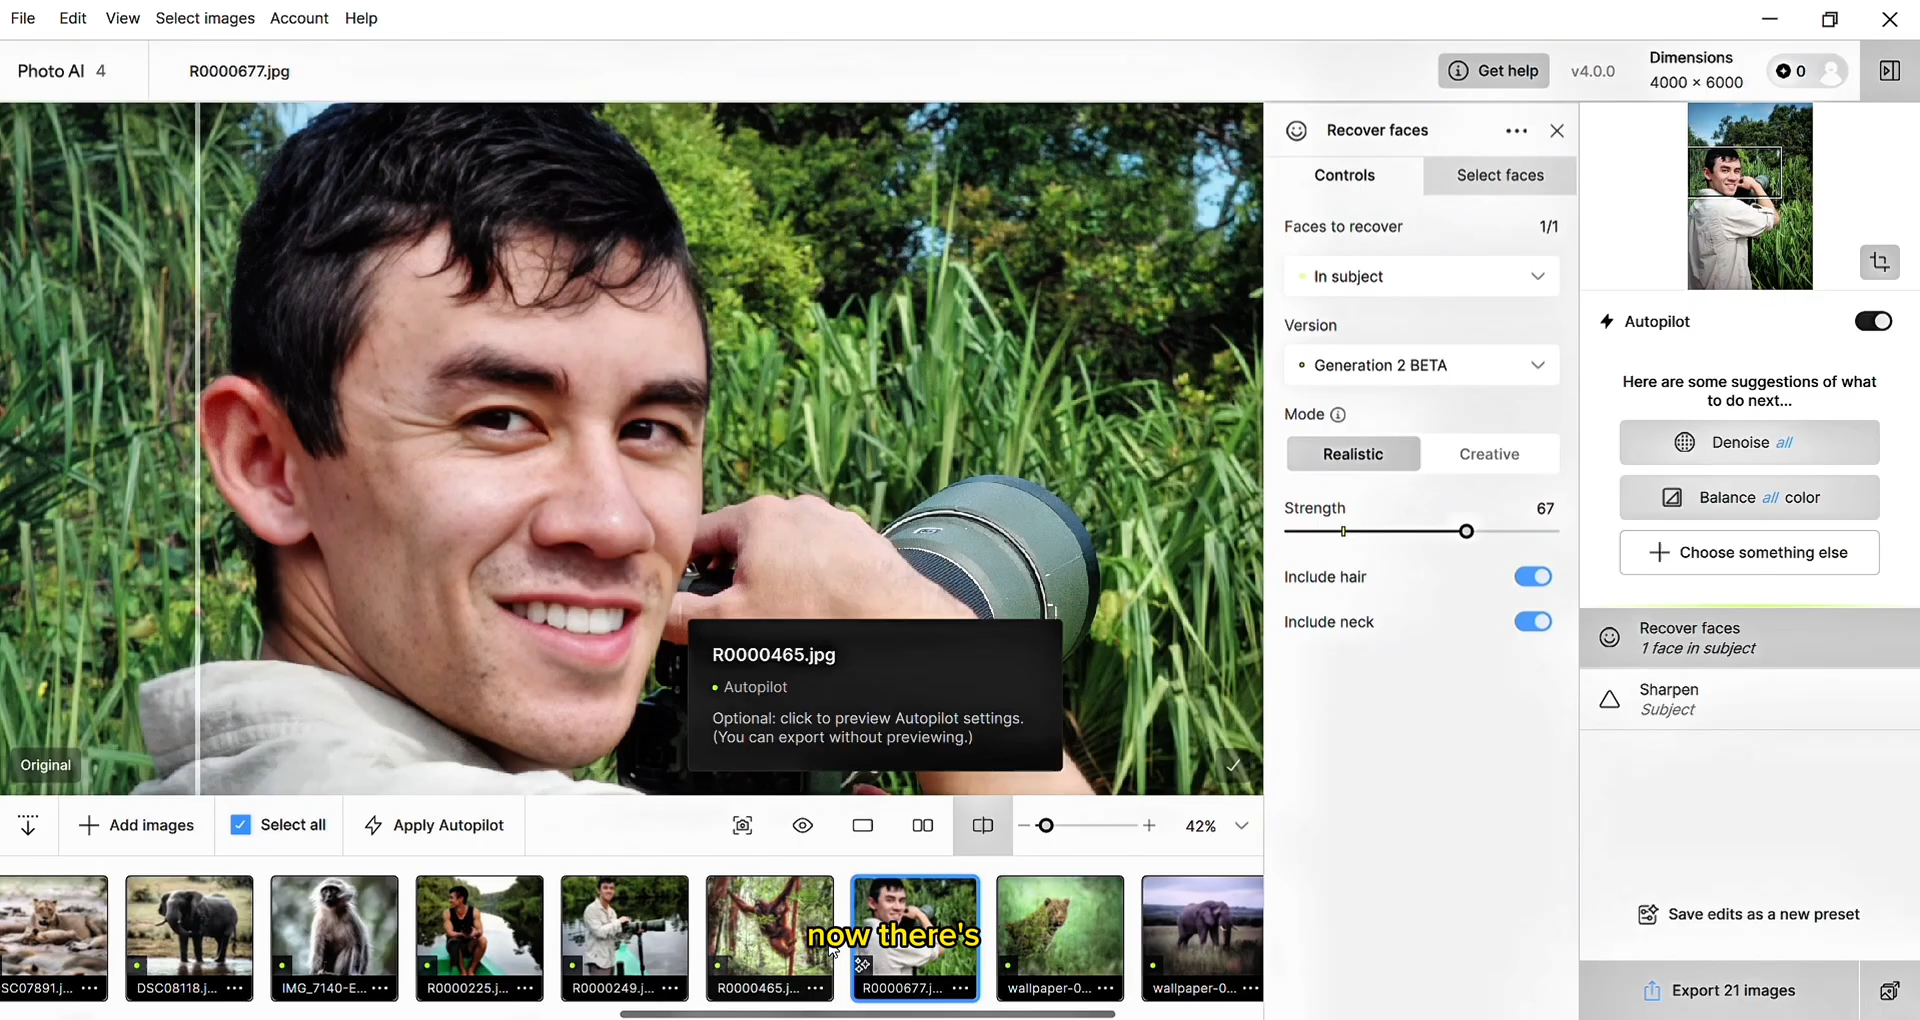 File Edit View Select images Account Help
Photo AI 4 R0000677.jpg Get help v4.0.0 Dimensions
4000 × 6000 0
Recover faces
Controls Select faces
Faces to recover 1/1
In subject
Version
Generation 2 BETA
Mode
Realistic Creative
Strength 67
Include hair
Include neck
Autopilot
Here are some suggestions of what
to do next...
Denoise all
Balance all color
Choose something else
Recover faces
1 face in subject
Sharpen
Subject
Save edits as a new preset
Export 21 images
R0000465.jpg
Autopilot
Optional: click to preview Autopilot settings.
(You can export without previewing.)
Original
Add images Select all Apply Autopilot 42%
now there's
SC07891.j... DSC08118.j... IMG_7140-E... R0000225.j... R0000249.j... R0000465.j... R0000677.j... wallpaper-0... wallpaper-0...